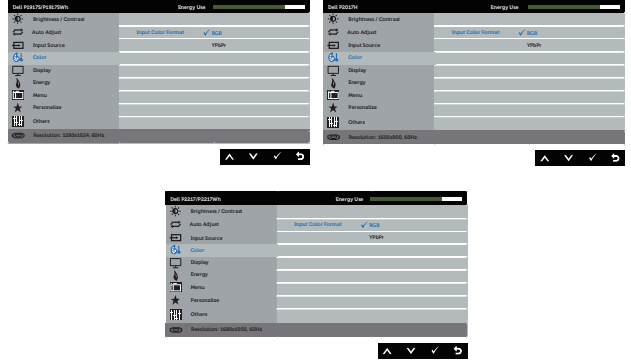 Dell P1917S/P1917SWh Energy Use
Brightness / Contrast
Auto Adjust Input Color Format ✓ RGB
Input Source YPbPr
Color
Display
Energy
Menu
Personalize
Others
Resolution: 1280x1024, 60Hz
Dell P2017H Energy Use
Brightness / Contrast
Auto Adjust Input Color Format ✓ RGB
Input Source YPbPr
Color
Display
Energy
Menu
Personalize
Others
Resolution: 1600x900, 60Hz
Dell P2217/P2217Wh Energy Use
Brightness / Contrast
Auto Adjust Input Color Format ✓ RGB
Input Source YPbPr
Color
Display
Energy
Menu
Personalize
Others
Resolution: 1680x1050, 60Hz